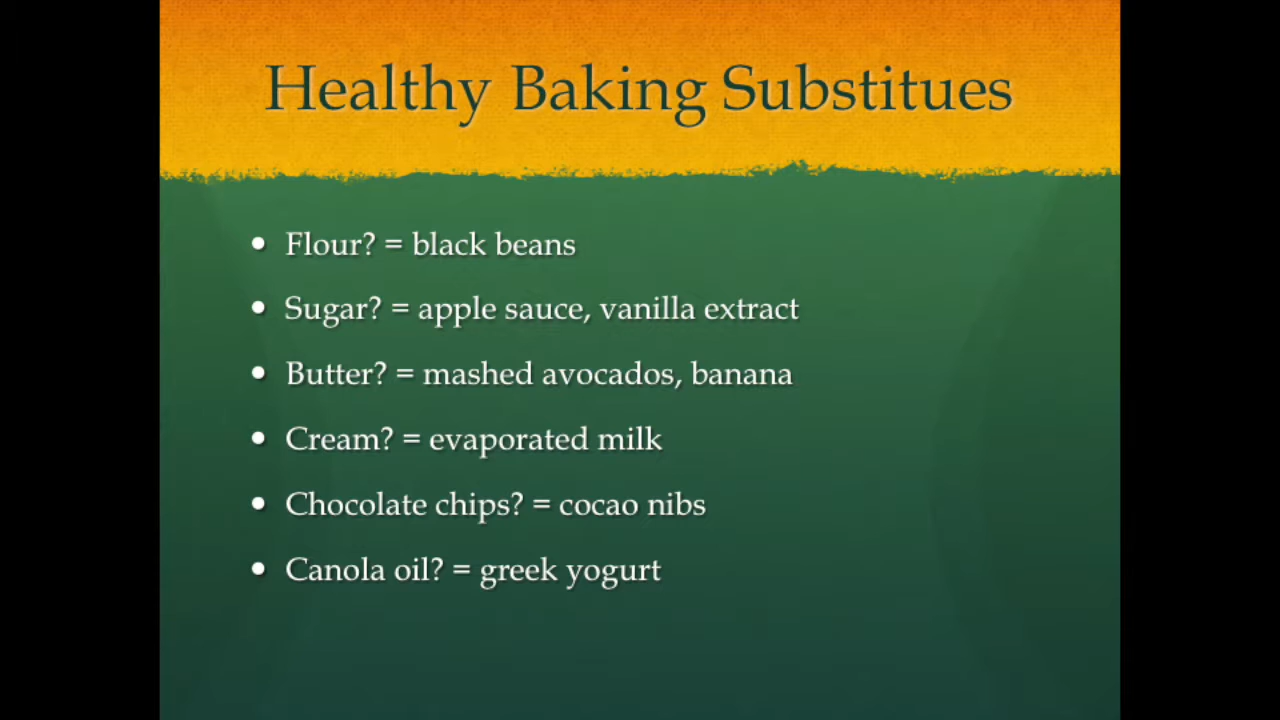 Healthy Baking Substitues
• Flour? = black beans
• Sugar? = apple sauce, vanilla extract
• Butter? = mashed avocados, banana
• Cream? = evaporated milk
• Chocolate chips? = cocao nibs
• Canola oil? = greek yogurt